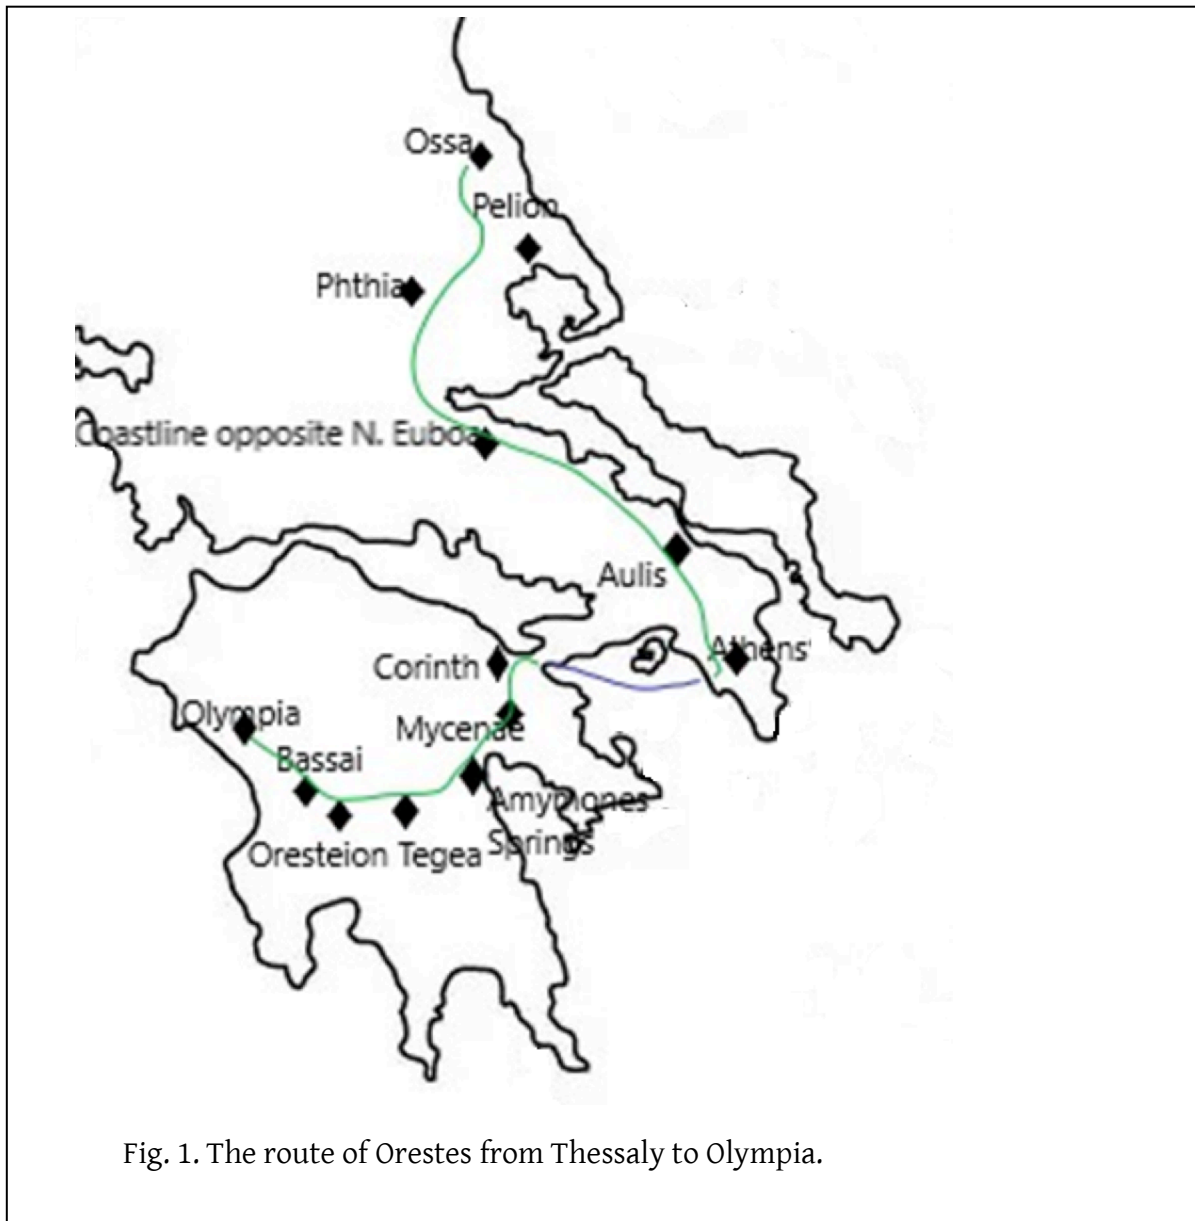 Ossa
Pelion
Phthia
Coastline opposite N. Euboa
Aulis
Athens
Corinth
Olympia
Mycenae
Bassai
Amymones
Springs
Oresteion
Tegea
Fig. 1. The route of Orestes from Thessaly to Olympia.